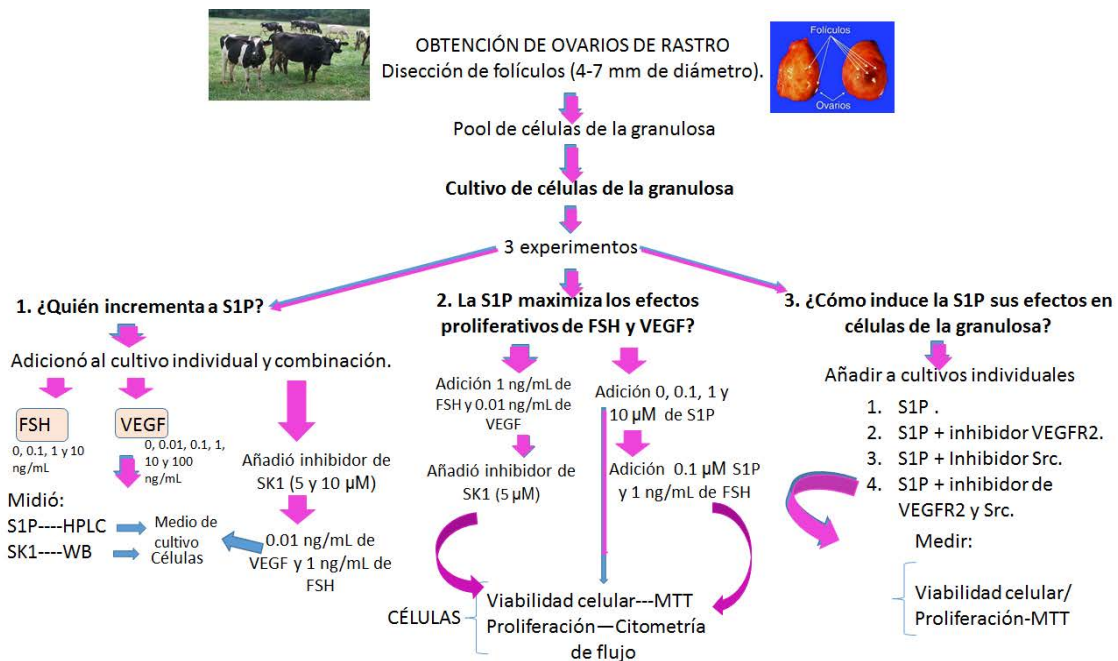 OBTENCIÓN DE OVARIOS DE RASTRO
Disección de folículos (4-7 mm de diámetro).
Folículos
Ovarios
Pool de células de la granulosa
Cultivo de células de la granulosa
3 experimentos
1. ¿Quién incrementa a S1P?
Adicionó al cultivo individual y combinación.
FSH
0, 0.1, 1 y 10
ng/mL
VEGF
0, 0.01, 0.1, 1,
10 y 100
ng/mL
Añadió inhibidor de
SK1 (5 y 10 µM)
0.01 ng/mL de
VEGF y 1 ng/mL de
FSH
Midió:
S1P----HPLC
SK1----WB
Medio de
cultivo
Células
2. La S1P maximiza los efectos
proliferativos de FSH y VEGF?
Adición 1 ng/mL de
FSH y 0.01 ng/mL de
VEGF
Añadió inhibidor de
SK1 (5 µM)
Adición 0, 0.1, 1 y
10 µM de S1P
Adición 0.1 µM S1P
y 1 ng/mL de FSH
CÉLULAS
Viabilidad celular---MTT
Proliferación—Citometría
de flujo
3. ¿Cómo induce la S1P sus efectos en
células de la granulosa?
Añadir a cultivos individuales
1. S1P .
2. S1P + inhibidor VEGFR2.
3. S1P + Inhibidor Src.
4. S1P + inhibidor de
VEGFR2 y Src.
Medir:
Viabilidad celular/
Proliferación-MTT